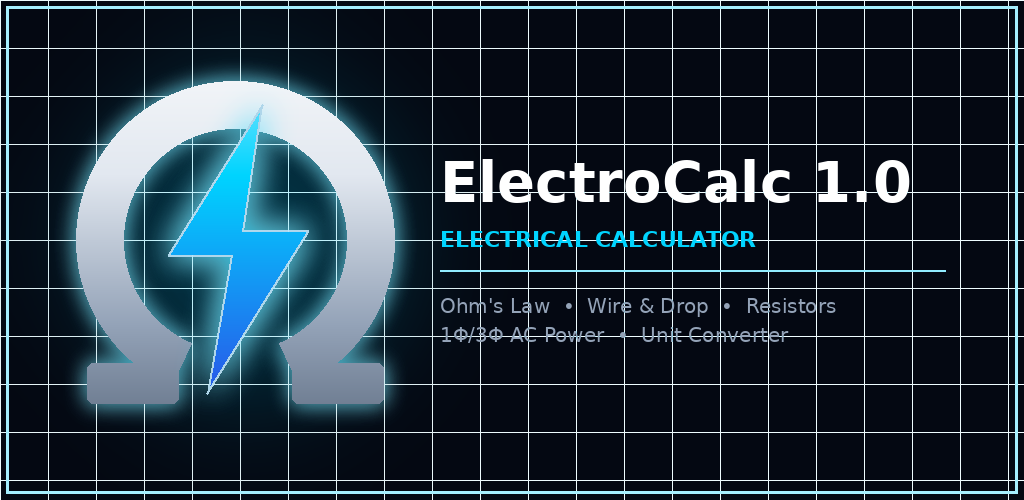 ElectroCalc 1.0
ELECTRICAL CALCULATOR
Ohm's Law • Wire & Drop • Resistors
1Φ/3Φ AC Power • Unit Converter